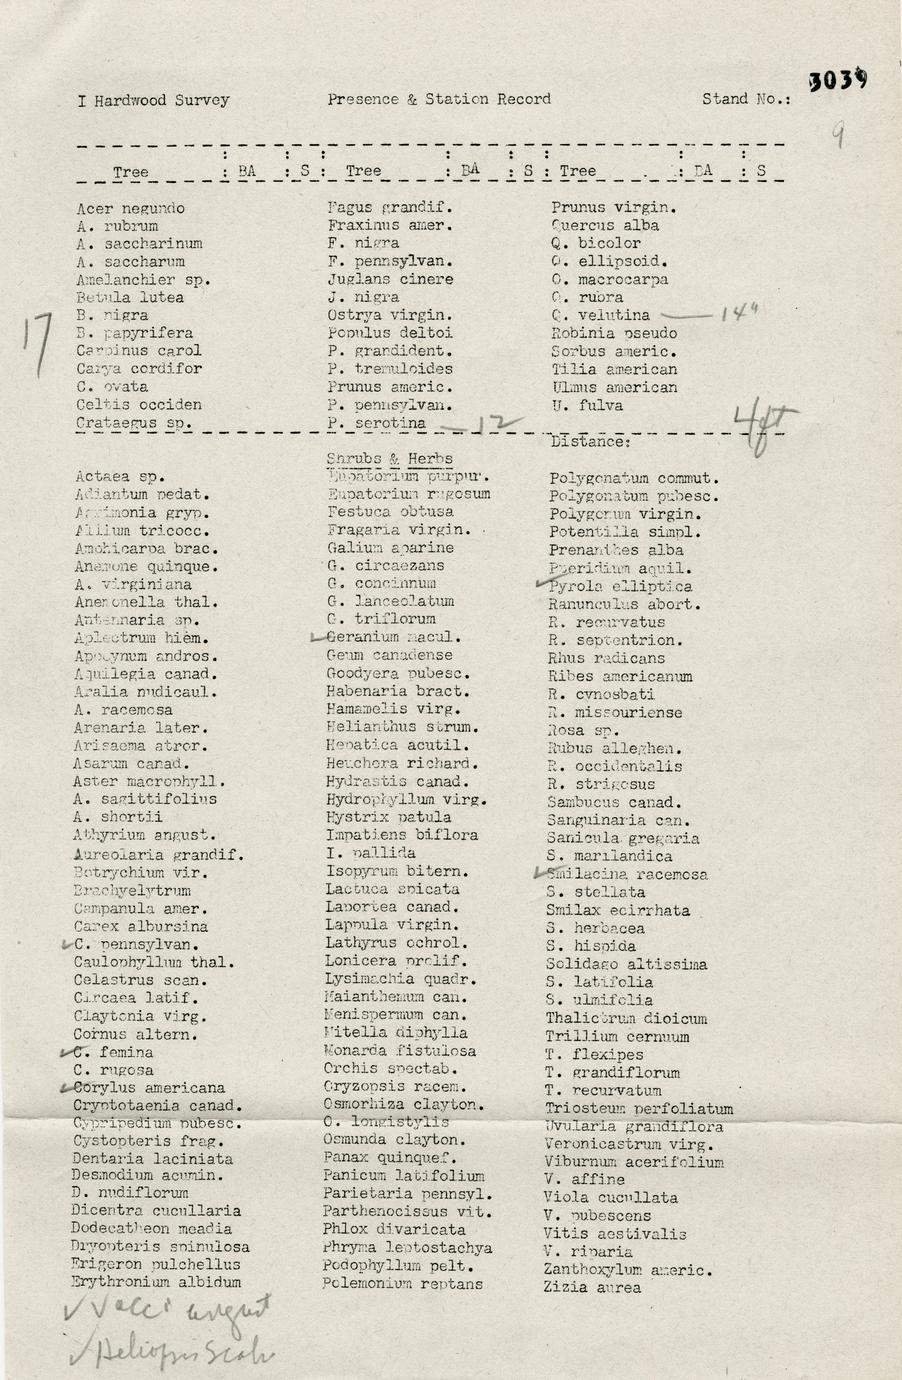 3039
I Hardwood Survey Presence & Station Record Stand No.:
9
Tree : BA : S : Tree : BA : S : Tree : BA : S
Acer negundo Fagus grandif. Prunus virgin.
A. rubrum Fraxinus amer. Quercus alba
A. saccharinum F. nigra Q. bicolor
A. saccharum F. pennsylvan. Q. ellipsoid.
Amelanchier sp. Juglans cinere Q. macrocarpa
Betula lutea J. nigra Q. rubra
17 B. nigra Ostrya virgin. Q. velutina — 14"
B. papyrifera Populus deltoi Robinia pseudo
Carpinus carol P. grandident. Sorbus americ.
Carya cordifor P. tremuloides Tilia american
C. ovata Prunus americ. Ulmus american
Celtis occiden P. pennsylvan. U. fulva
Crataegus sp. P. serotina — 12
Distance: 4ft
Shrubs & Herbs
Actaea sp. Eupatorium purpur. Polygonatum commut.
Adiantum pedat. Eupatorium rugosum Polygonatum pubesc.
Agrimonia gryp. Festuca obtusa Polygonum virgin.
Allium tricocc. Fragaria virgin. Potentilla simpl.
Amphicarpa brac. Galium aparine Prenanthes alba
Anemone quinque. G. circaezans Pteridium aquil.
A. virginiana G. concinnum ✓Pyrola elliptica
Anemonella thal. G. lanceolatum Ranunculus abort.
Antennaria sp. G. triflorum R. recurvatus
Aplectrum hiem. ✓Geranium macul. R. septentrion.
Apocynum andros. Geum canadense Rhus radicans
Aquilegia canad. Goodyera pubesc. Ribes americanum
Aralia nudicaul. Habenaria bract. R. cynosbati
A. racemosa Hamamelis virg. R. missouriense
Arenaria later. Helianthus strum. Rosa sp.
Arisaema atror. Hepatica acutil. Rubus alleghen.
Asarum canad. Heuchera richard. R. occidentalis
Aster macrophyll. Hydrastis canad. R. strigosus
A. sagittifolius Hydrophyllum virg. Sambucus canad.
A. shortii Hystrix patula Sanguinaria can.
Athyrium angust. Impatiens biflora Sanicula gregaria
Aureolaria grandif. I. pallida S. marilandica
Botrychium vir. Isopyrum bitern. ✓Smilacina racemosa
Brachyelytrum Lactuca spicata S. stellata
Campanula amer. Laportea canad. Smilax ecirrhata
Carex albursina Lappula virgin. S. herbacea
✓C. pennsylvan. Lathyrus ochrol. S. hispida
Caulophyllum thal. Lonicera prolif. Solidago altissima
Celastrus scan. Lysimachia quadr. S. latifolia
Circaea latif. Maianthemum can. S. ulmifolia
Claytonia virg. Menispermum can. Thalictrum dioicum
Cornus altern. Mitella diphylla Trillium cernuum
✓C. femina Monarda fistulosa T. flexipes
C. rugosa Orchis spectab. T. grandiflorum
✓Corylus americana Oryzopsis racem. T. recurvatum
Cryptotaenia canad. Osmorhiza clayton. Triosteum perfoliatum
Cypripedium pubesc. O. longistylis Uvularia grandiflora
Cystopteris frag. Osmunda clayton. Veronicastrum virg.
Dentaria laciniata Panax quinquef. Viburnum acerifolium
Desmodium acumin. Panicum latifolium V. affine
D. nudiflorum Parietaria pennsyl. Viola cucullata
Dicentra cucullaria Parthenocissus vit. V. pubescens
Dodecatheon meadia Phlox divaricata Vitis aestivalis
Dryopteris spinulosa Phryma leptostachya V. riparia
Erigeron pulchellus Podophyllum pelt. Zanthoxylum americ.
Erythronium albidum Polemonium reptans Zizia aurea
✓Vacci angust
✓Heliopsis Scab